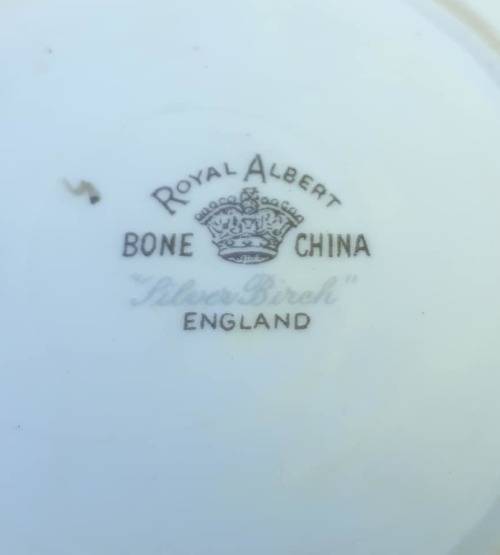 ROYAL ALBERT
BONE CHINA
"Silver Birch"
ENGLAND